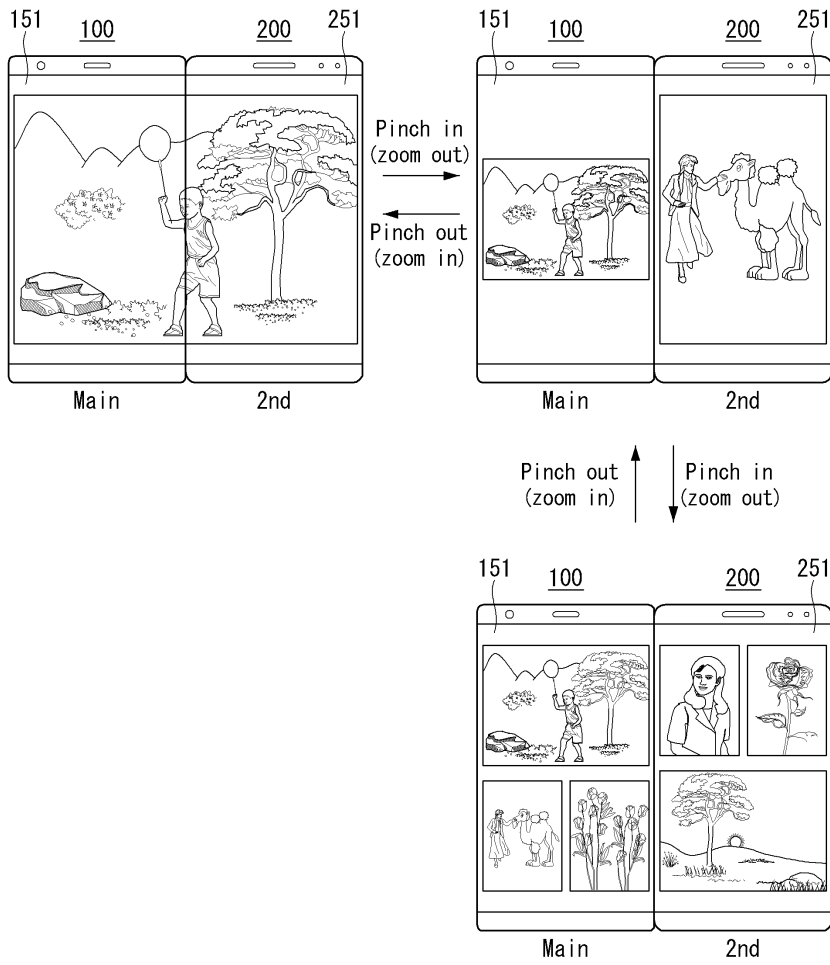 151 100 200 251
Pinch in
(zoom out)
Pinch out
(zoom in)
Main 2nd
151 100 200 251
Main 2nd
Pinch out
(zoom in)
Pinch in
(zoom out)
151 100 200 251
Main 2nd